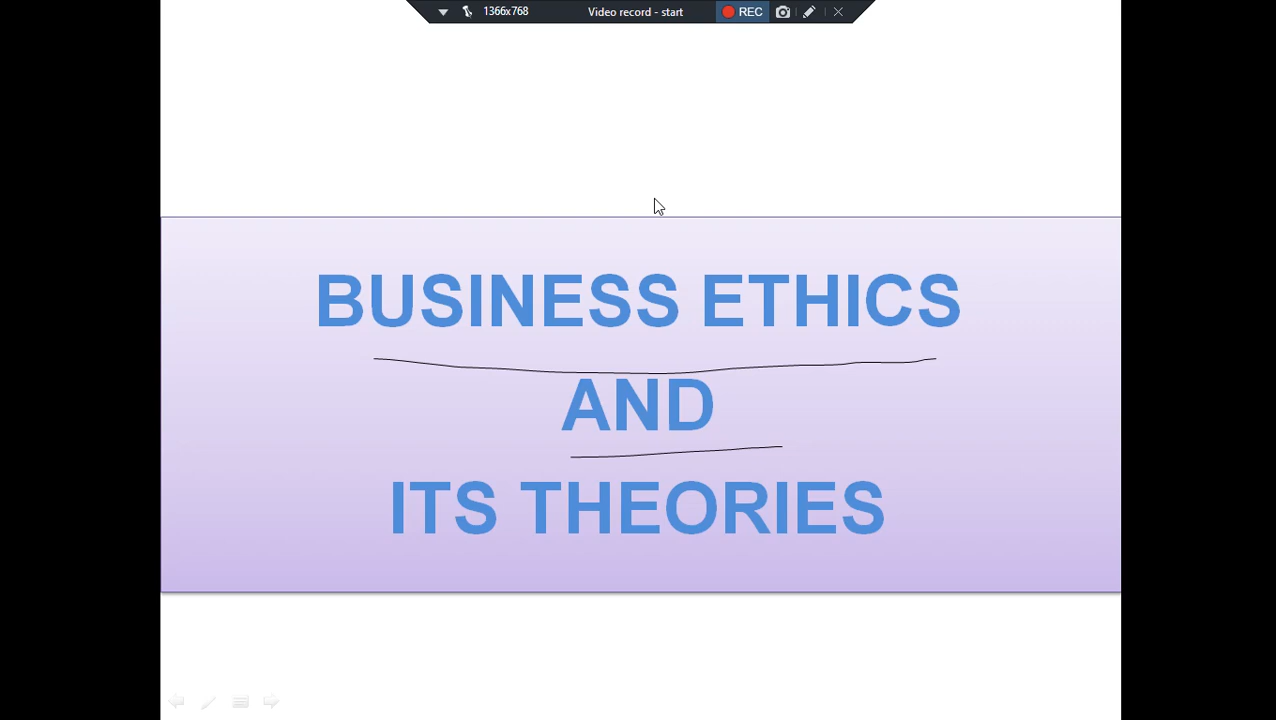 1366x768 Video record - start REC
BUSINESS ETHICS
AND
ITS THEORIES